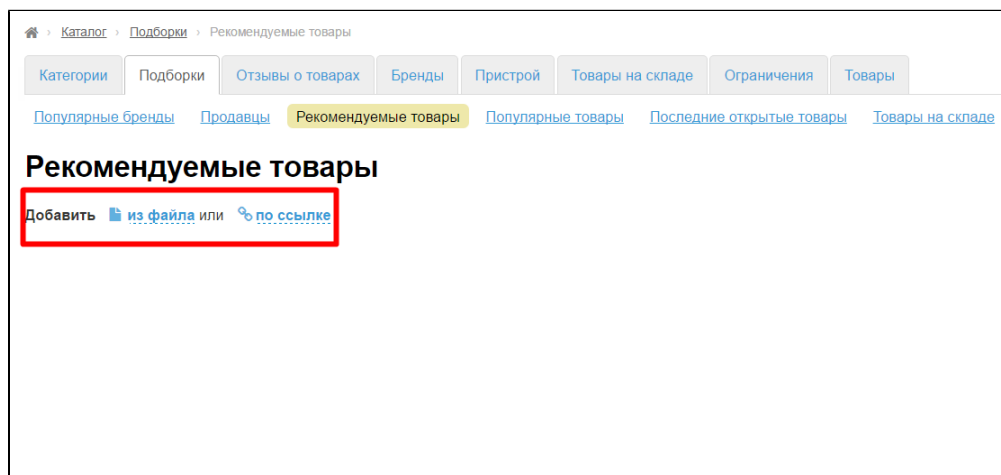 Каталог › Подборки › Рекомендуемые товары
Категории Подборки Отзывы о товарах Бренды Пристрой Товары на складе Ограничения Товары
Популярные бренды Продавцы Рекомендуемые товары Популярные товары Последние открытые товары Товары на складе
Рекомендуемые товары
Добавить из файла или по ссылке